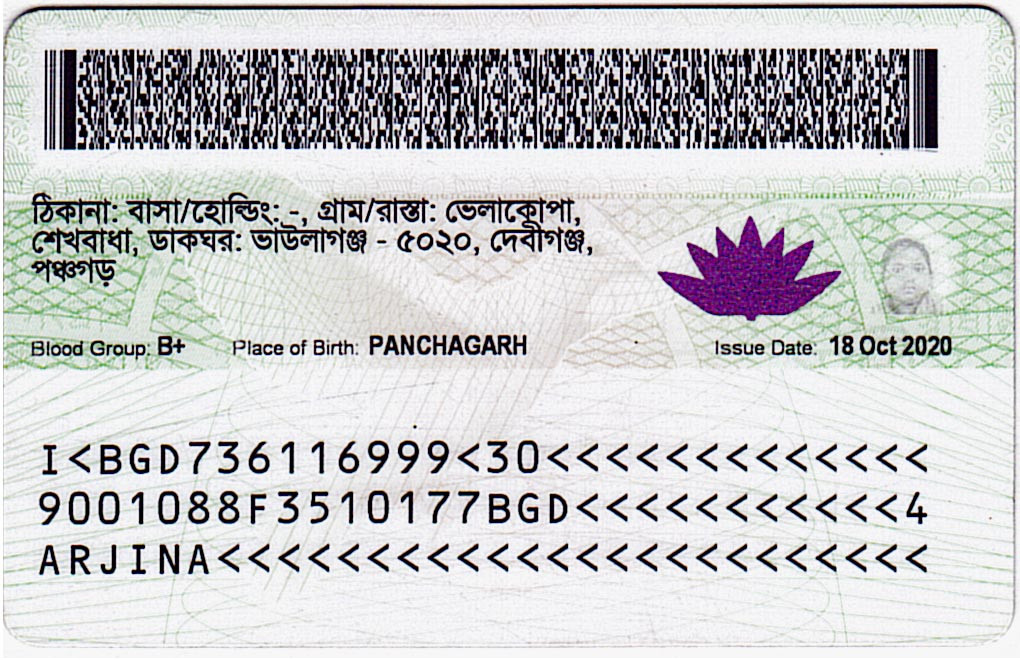 ঠিকানা: বাসা/হোল্ডিং: -, গ্রাম/রাস্তা: ভেলাকোপা,
শেখবাধা, ডাকঘর: ভাউলাগঞ্জ - ৫০২০, দেবীগঞ্জ,
পঞ্চগড়
Blood Group: B+ Place of Birth: PANCHAGARH Issue Date: 18 Oct 2020
I<BGD736116999<30<<<<<<<<<<<<<
9001088F3510177BGD<<<<<<<<<<<4
ARJINA<<<<<<<<<<<<<<<<<<<<<<<<